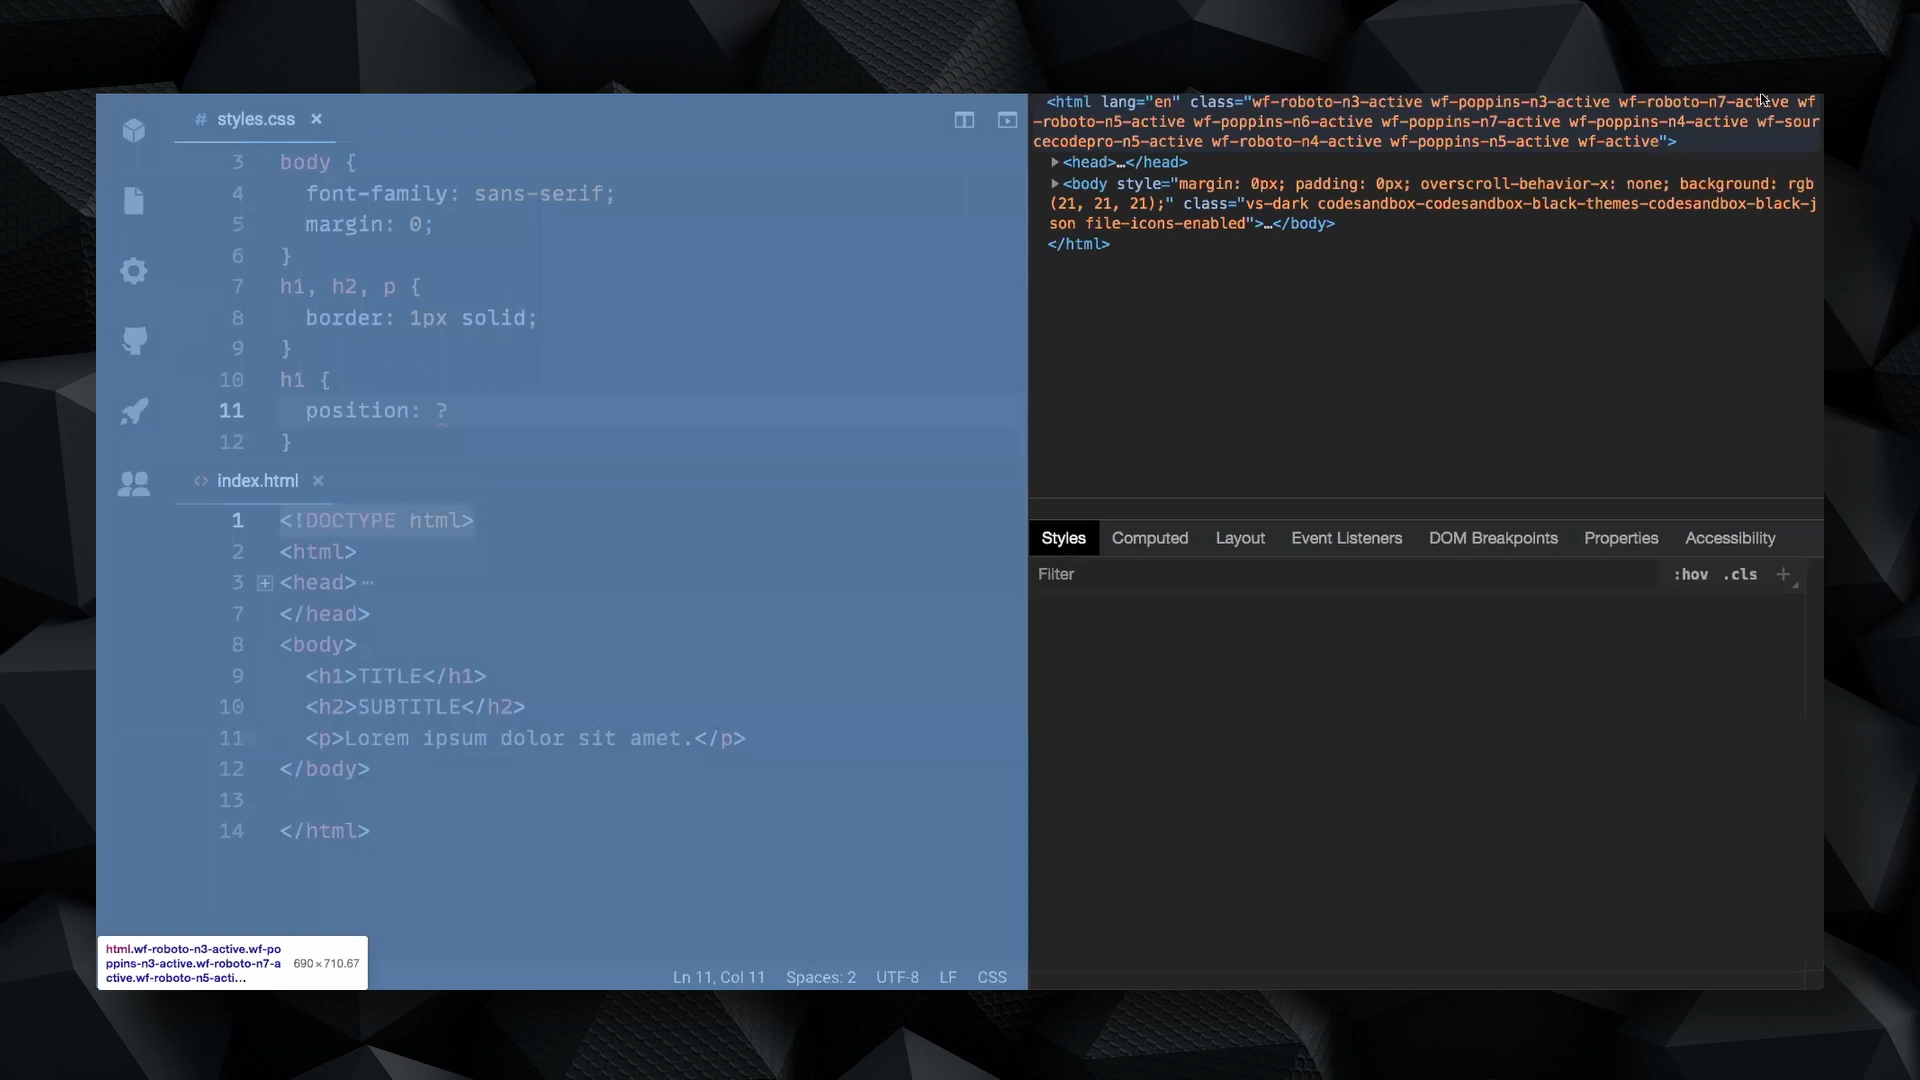 # styles.css ×
3 body {
4 font-family: sans-serif;
5 margin: 0;
6 }
7 h1, h2, p {
8 border: 1px solid;
9 }
10 h1 {
11 position: ?
12 }
<> index.html ×
1 <!DOCTYPE html>
2 <html>
3 <head> ⋯
7 </head>
8 <body>
9 <h1>TITLE</h1>
10 <h2>SUBTITLE</h2>
11 <p>Lorem ipsum dolor sit amet.</p>
12 </body>
13
14 </html>
html.wf-roboto-n3-active.wf-po
ppins-n3-active.wf-roboto-n7-a
ctive.wf-roboto-n5-acti…
690×710.67
Ln 11, Col 11 Spaces: 2 UTF-8 LF CSS
<html lang="en" class="wf-roboto-n3-active wf-poppins-n3-active wf-roboto-n7-active wf
-roboto-n5-active wf-poppins-n6-active wf-poppins-n7-active wf-poppins-n4-active wf-sour
cecodepro-n5-active wf-roboto-n4-active wf-poppins-n5-active wf-active">
<head>…</head>
<body style="margin: 0px; padding: 0px; overscroll-behavior-x: none; background: rgb
(21, 21, 21);" class="vs-dark codesandbox-codesandbox-black-themes-codesandbox-black-j
son file-icons-enabled">…</body>
</html>
Styles Computed Layout Event Listeners DOM Breakpoints Properties Accessibility
Filter :hov .cls +